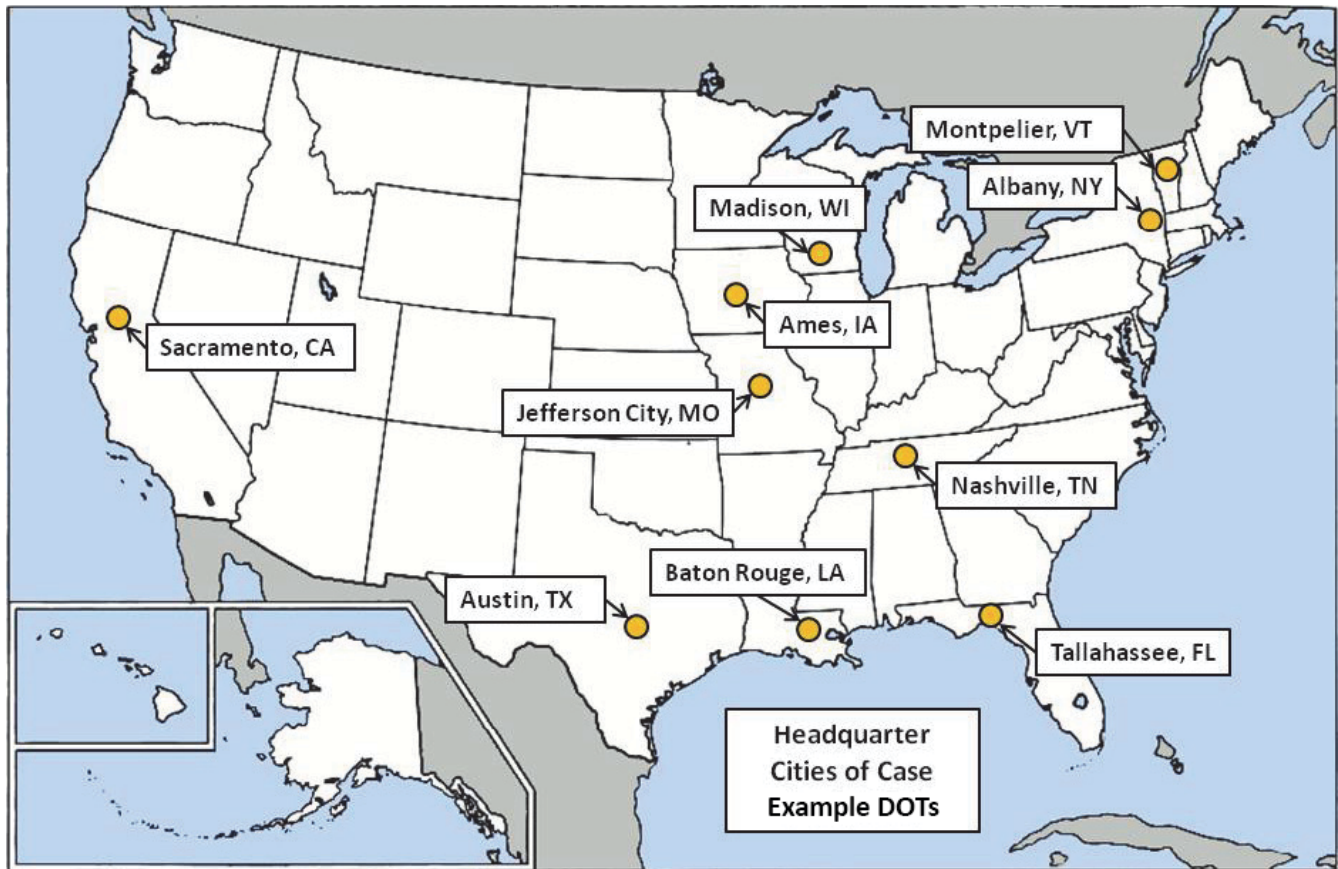 Montpelier, VT
Albany, NY
Madison, WI
Ames, IA
Sacramento, CA
Jefferson City, MO
Nashville, TN
Baton Rouge, LA
Austin, TX
Tallahassee, FL
Headquarter
Cities of Case
Example DOTs